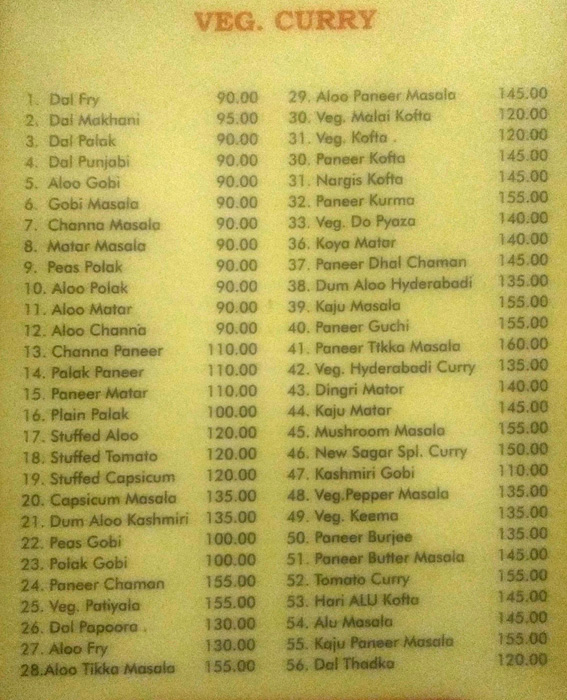 VEG. CURRY
1. Dal Fry 90.00
2. Dal Makhani 95.00
3. Dal Palak 90.00
4. Dal Punjabi 90.00
5. Aloo Gobi 90.00
6. Gobi Masala 90.00
7. Channa Masala 90.00
8. Matar Masala 90.00
9. Peas Polak 90.00
10. Aloo Polak 90.00
11. Aloo Matar 90.00
12. Aloo Channa 90.00
13. Channa Paneer 110.00
14. Palak Paneer 110.00
15. Paneer Matar 110.00
16. Plain Palak 100.00
17. Stuffed Aloo 120.00
18. Stuffed Tomato 120.00
19. Stuffed Capsicum 120.00
20. Capsicum Masala 135.00
21. Dum Aloo Kashmiri 135.00
22. Peas Gobi 100.00
23. Polak Gobi 100.00
24. Paneer Chaman 155.00
25. Veg. Patiyala 155.00
26. Dal Papoora . 130.00
27. Aloo Fry 130.00
28.Aloo Tikka Masala 155.00
29. Aloo Paneer Masala 145.00
30. Veg. Malai Kofta 120.00
31. Veg. Kofta . 120.00
30. Paneer Kofta 145.00
31. Nargis Kofta 145.00
32. Paneer Kurma 155.00
33. Veg. Do Pyaza 140.00
36. Koya Matar 140.00
37. Paneer Dhal Chaman 145.00
38. Dum Aloo Hyderabadi 135.00
39. Kaju Masala 155.00
40. Paneer Guchi 155.00
41. Paneer Tikka Masala 160.00
42. Veg. Hyderabadi Curry 135.00
43. Dingri Mator 140.00
44. Kaju Matar 145.00
45. Mushroom Masala 155.00
46. New Sagar Spl. Curry 150.00
47. Kashmiri Gobi 110.00
48. Veg.Pepper Masala 135.00
49. Veg. Keema 135.00
50. Paneer Burjee 135.00
51. Paneer Butter Masala 145.00
52. Tomato Curry 155.00
53. Hari ALU Kofta 145.00
54. Alu Masala 145.00
55. Kaju Paneer Masala 155.00
56. Dal Thadka 120.00